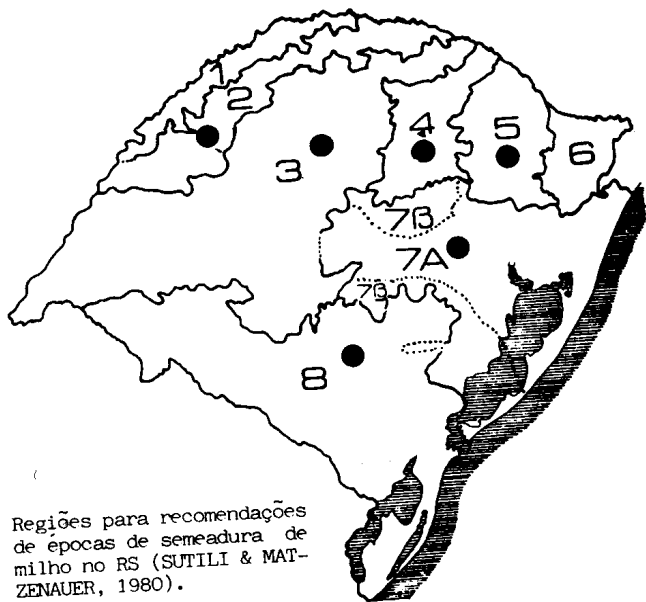 1
2
3
4
5
6
7B
7A
7B
8
Regiões para recomendações
de épocas de semeadura de
milho no RS (SUTILI & MAT-
ZENAUER, 1980).